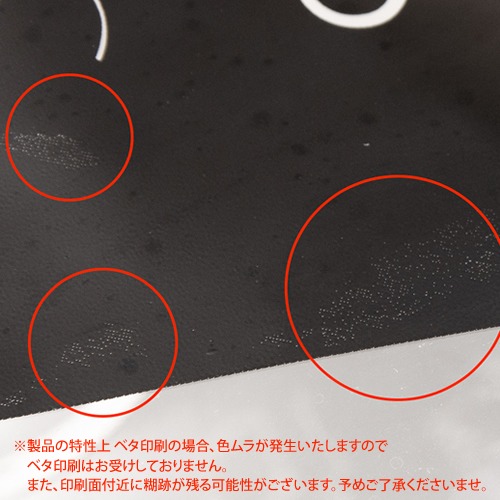 ※製品の特性上 ベタ印刷の場合、色ムラが発生いたしますので
ベタ印刷はお受けしておりません。
また、印刷面付近に糊跡が残る可能性がございます。予めご了承くださいませ。